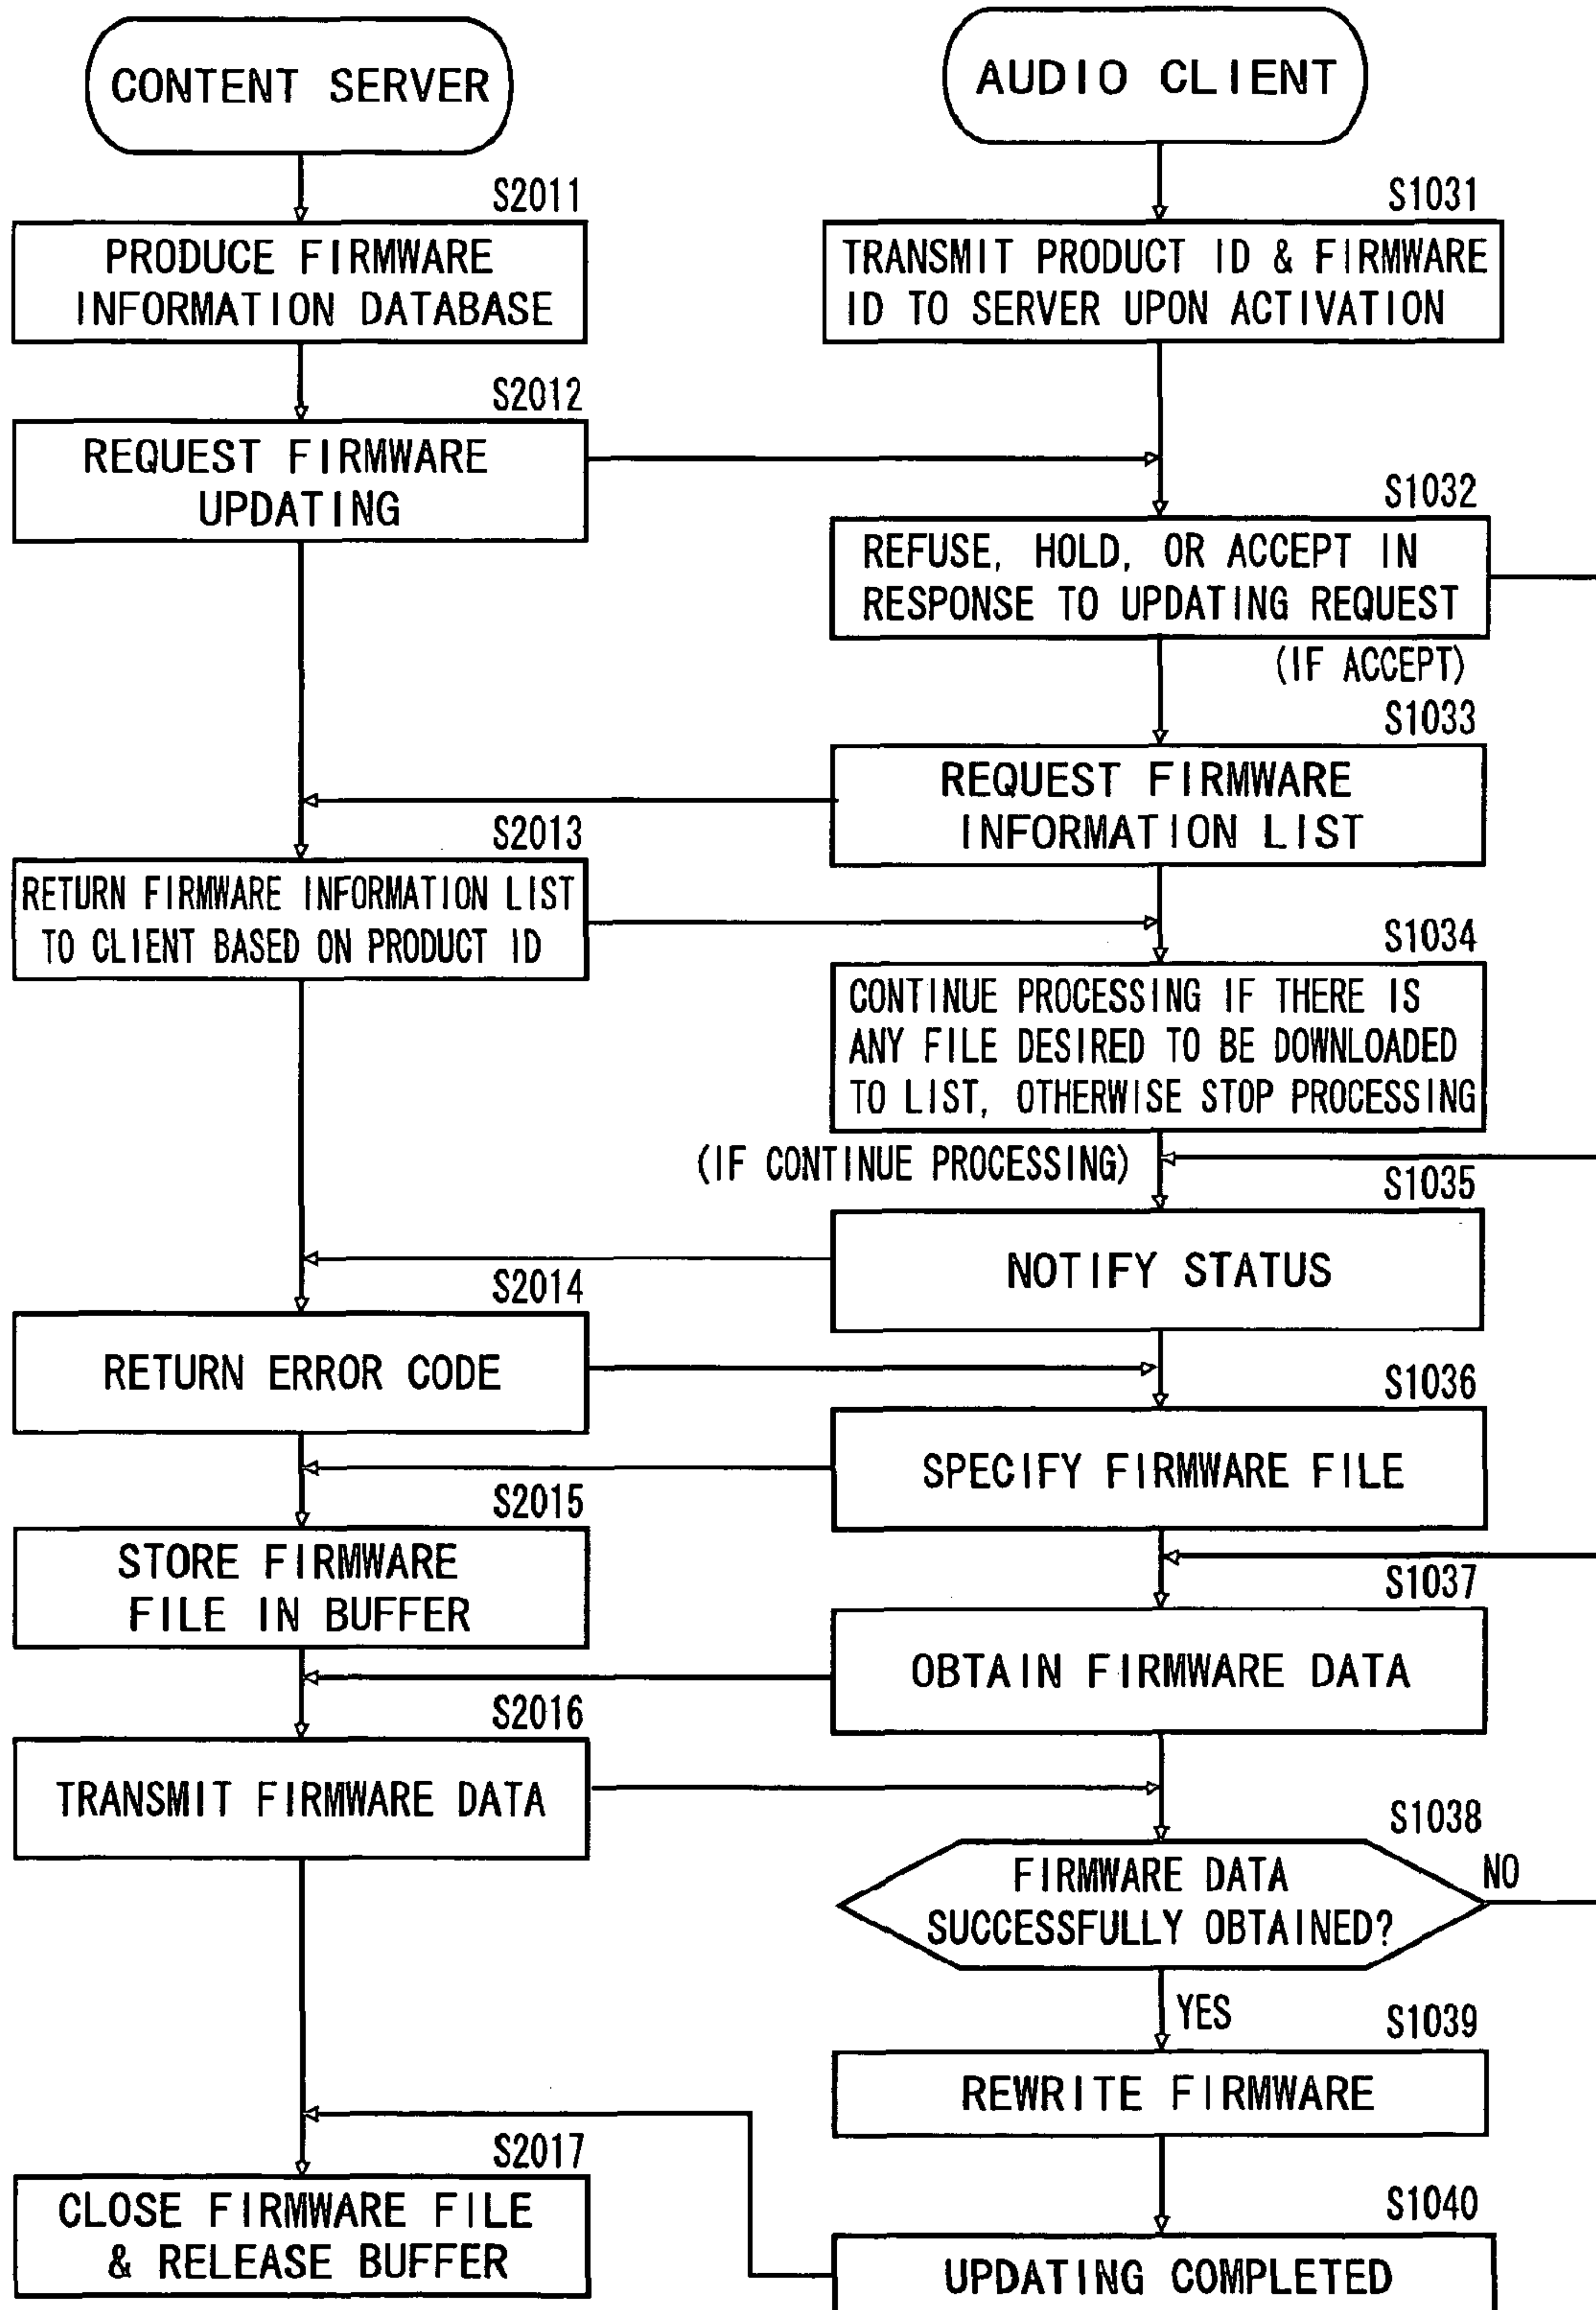 CONTENT SERVER
AUDIO CLIENT
S2011
PRODUCE FIRMWARE
INFORMATION DATABASE
S1031
TRANSMIT PRODUCT ID & FIRMWARE
ID TO SERVER UPON ACTIVATION
S2012
REQUEST FIRMWARE
UPDATING
S1032
REFUSE, HOLD, OR ACCEPT IN
RESPONSE TO UPDATING REQUEST
(IF ACCEPT)
S1033
REQUEST FIRMWARE
INFORMATION LIST
S2013
RETURN FIRMWARE INFORMATION LIST
TO CLIENT BASED ON PRODUCT ID
S1034
CONTINUE PROCESSING IF THERE IS
ANY FILE DESIRED TO BE DOWNLOADED
TO LIST, OTHERWISE STOP PROCESSING
(IF CONTINUE PROCESSING)
S1035
NOTIFY STATUS
S2014
RETURN ERROR CODE
S1036
SPECIFY FIRMWARE FILE
S2015
STORE FIRMWARE
FILE IN BUFFER
S1037
OBTAIN FIRMWARE DATA
S2016
TRANSMIT FIRMWARE DATA
S1038
FIRMWARE DATA
SUCCESSFULLY OBTAINED?
NO
YES
S1039
REWRITE FIRMWARE
S2017
CLOSE FIRMWARE FILE
& RELEASE BUFFER
S1040
UPDATING COMPLETED